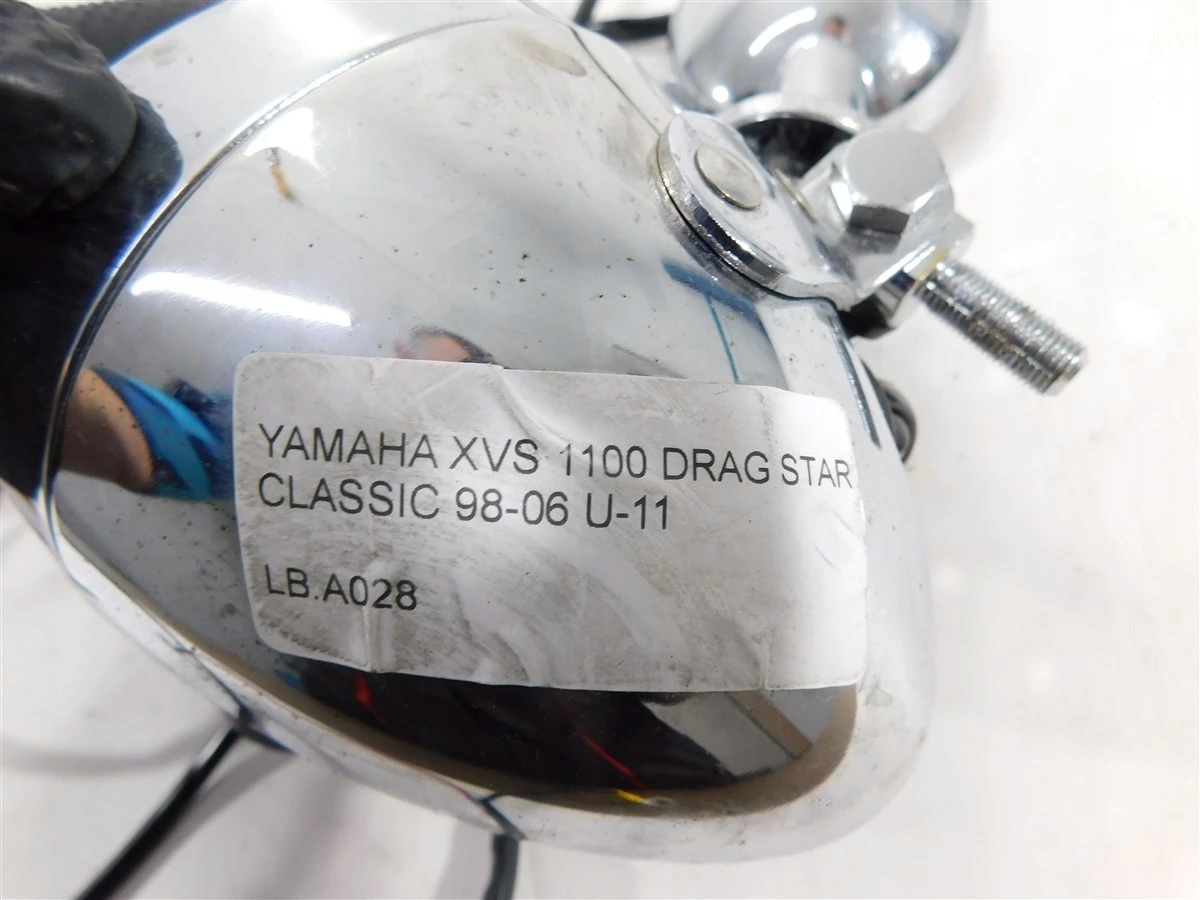 YAMAHA XVS 1100 DRAG STAR
CLASSIC 98-06 U-11
LB.A028